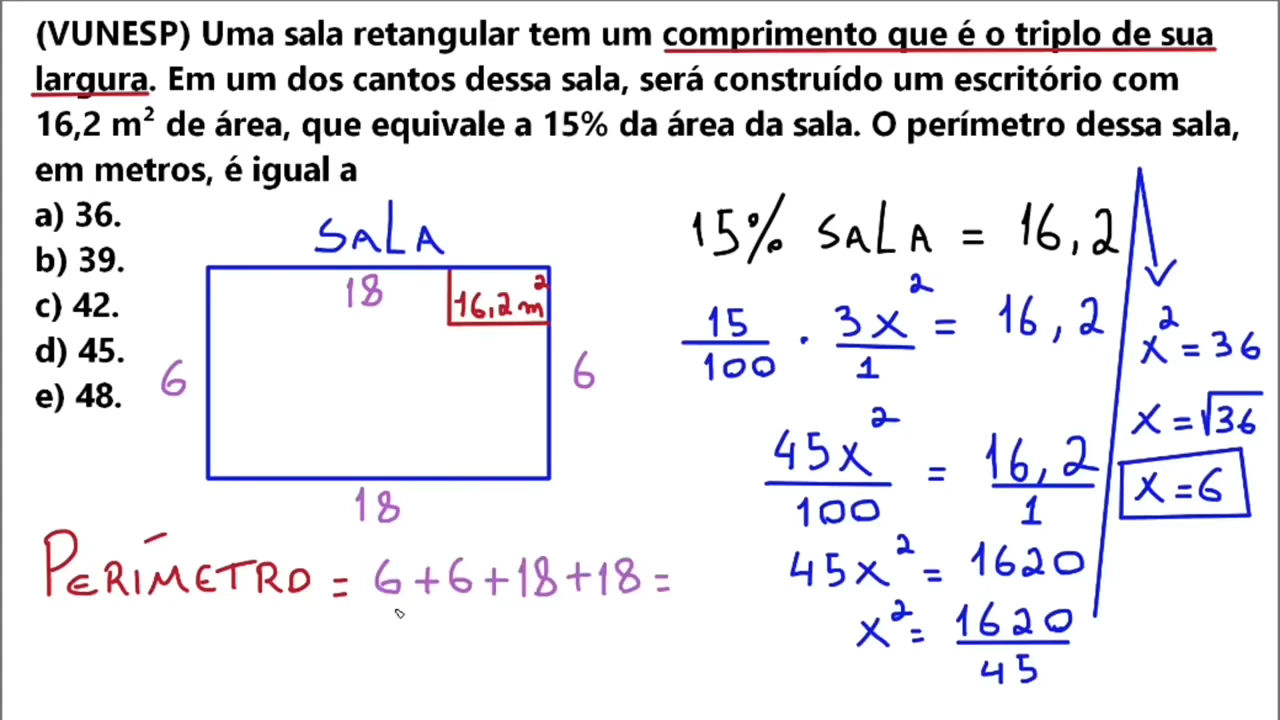 (VUNESP) Uma sala retangular tem um comprimento que é o triplo de sua
largura. Em um dos cantos dessa sala, será construído um escritório com
16,2 m² de área, que equivale a 15% da área da sala. O perímetro dessa sala,
em metros, é igual a
a) 36.
b) 39.
c) 42.
d) 45.
e) 48.
SALA
18
16,2 m²
6
6
18
PERÍMETRO = 6+6+18+18=
15% SALA = 16,2
15/100 · 3x²/1 = 16,2
45x²/100 = 16,2/1
45x² = 1620
x² = 1620/45
x² = 36
x = √36
x = 6